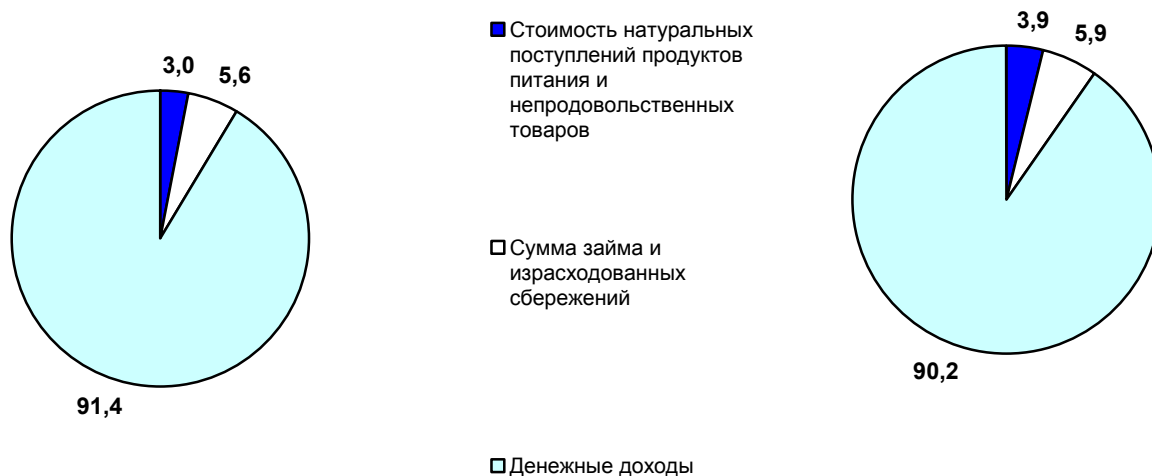 3,0
5,6
91,4
Стоимость натуральных
поступлений продуктов
питания и
непродовольственных
товаров
Сумма займа и
израсходованных
сбережений
Денежные доходы
3,9
5,9
90,2